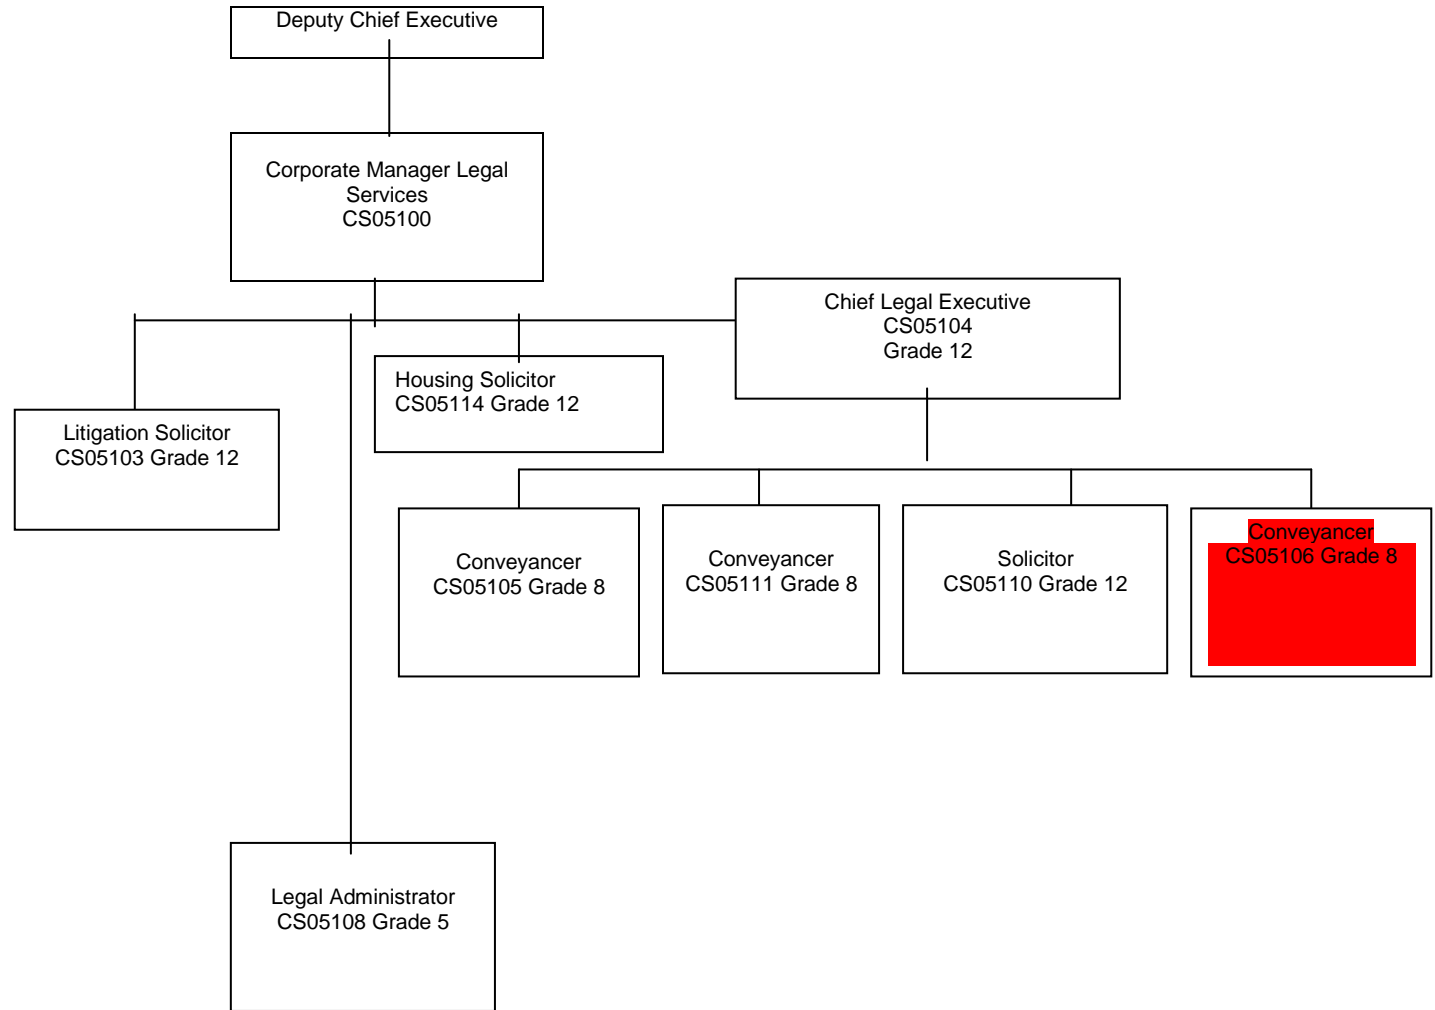 Deputy Chief Executive
Corporate Manager Legal
Services
CS05100
Chief Legal Executive
CS05104
Grade 12
Housing Solicitor
CS05114 Grade 12
Litigation Solicitor
CS05103 Grade 12
Conveyancer
CS05105 Grade 8
Conveyancer
CS05111 Grade 8
Solicitor
CS05110 Grade 12
Conveyancer
CS05106 Grade 8
Legal Administrator
CS05108 Grade 5